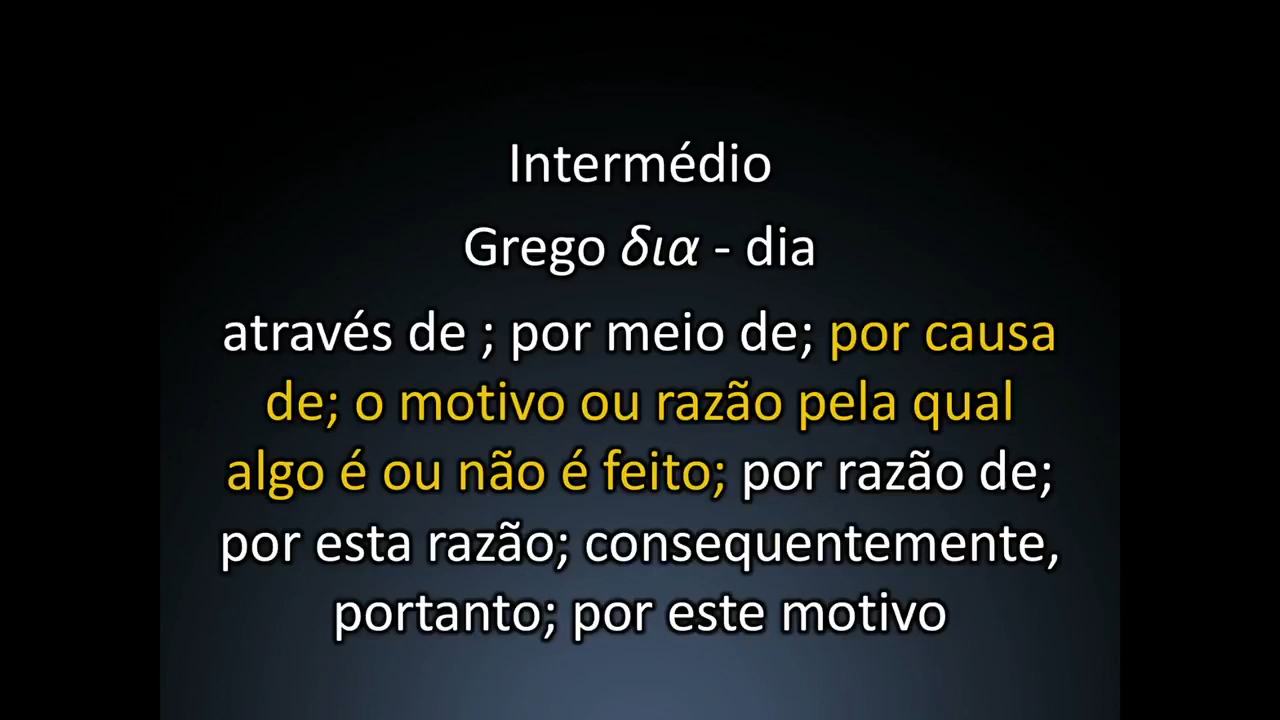 Intermédio
Grego δια - dia
através de ; por meio de; por causa
de; o motivo ou razão pela qual
algo é ou não é feito; por razão de;
por esta razão; consequentemente,
portanto; por este motivo